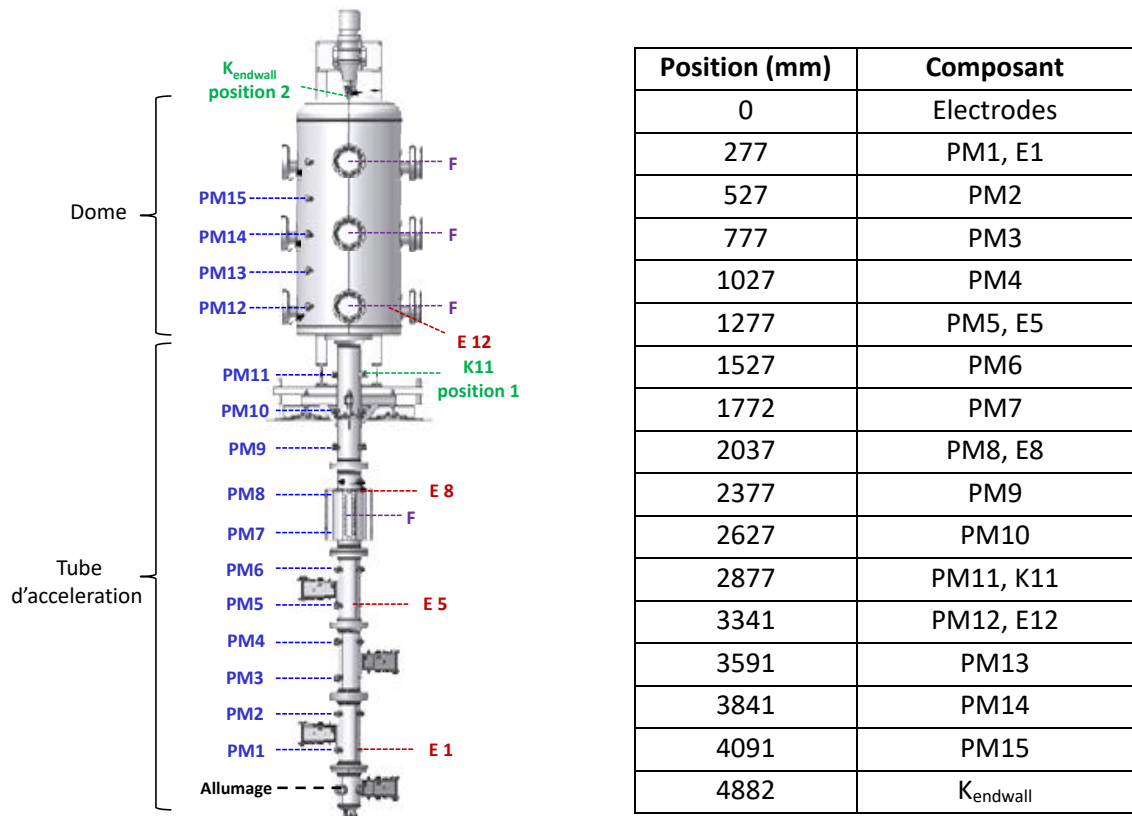 K_endwall
position 2
F
PM15
Dome
PM14
F
PM13
PM12
F
E 12
PM11
K11
position 1
PM10
PM9
PM8
E 8
F
PM7
Tube
d'acceleration
PM6
PM5
E 5
PM4
PM3
PM2
PM1
E 1
Allumage
Position (mm) Composant
0 Electrodes
277 PM1, E1
527 PM2
777 PM3
1027 PM4
1277 PM5, E5
1527 PM6
1772 PM7
2037 PM8, E8
2377 PM9
2627 PM10
2877 PM11, K11
3341 PM12, E12
3591 PM13
3841 PM14
4091 PM15
4882 K_endwall